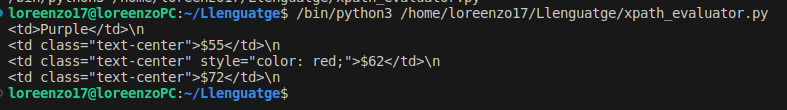 loreenzo17@loreenzoPC:~/Llenguatge$ /bin/python3 /home/loreenzo17/Llenguatge/xpath_evaluator.py
<td>Purple</td>\n
<td class="text-center">$55</td>\n
<td class="text-center" style="color: red;">$62</td>\n
<td class="text-center">$72</td>\n
loreenzo17@loreenzoPC:~/Llenguatge$